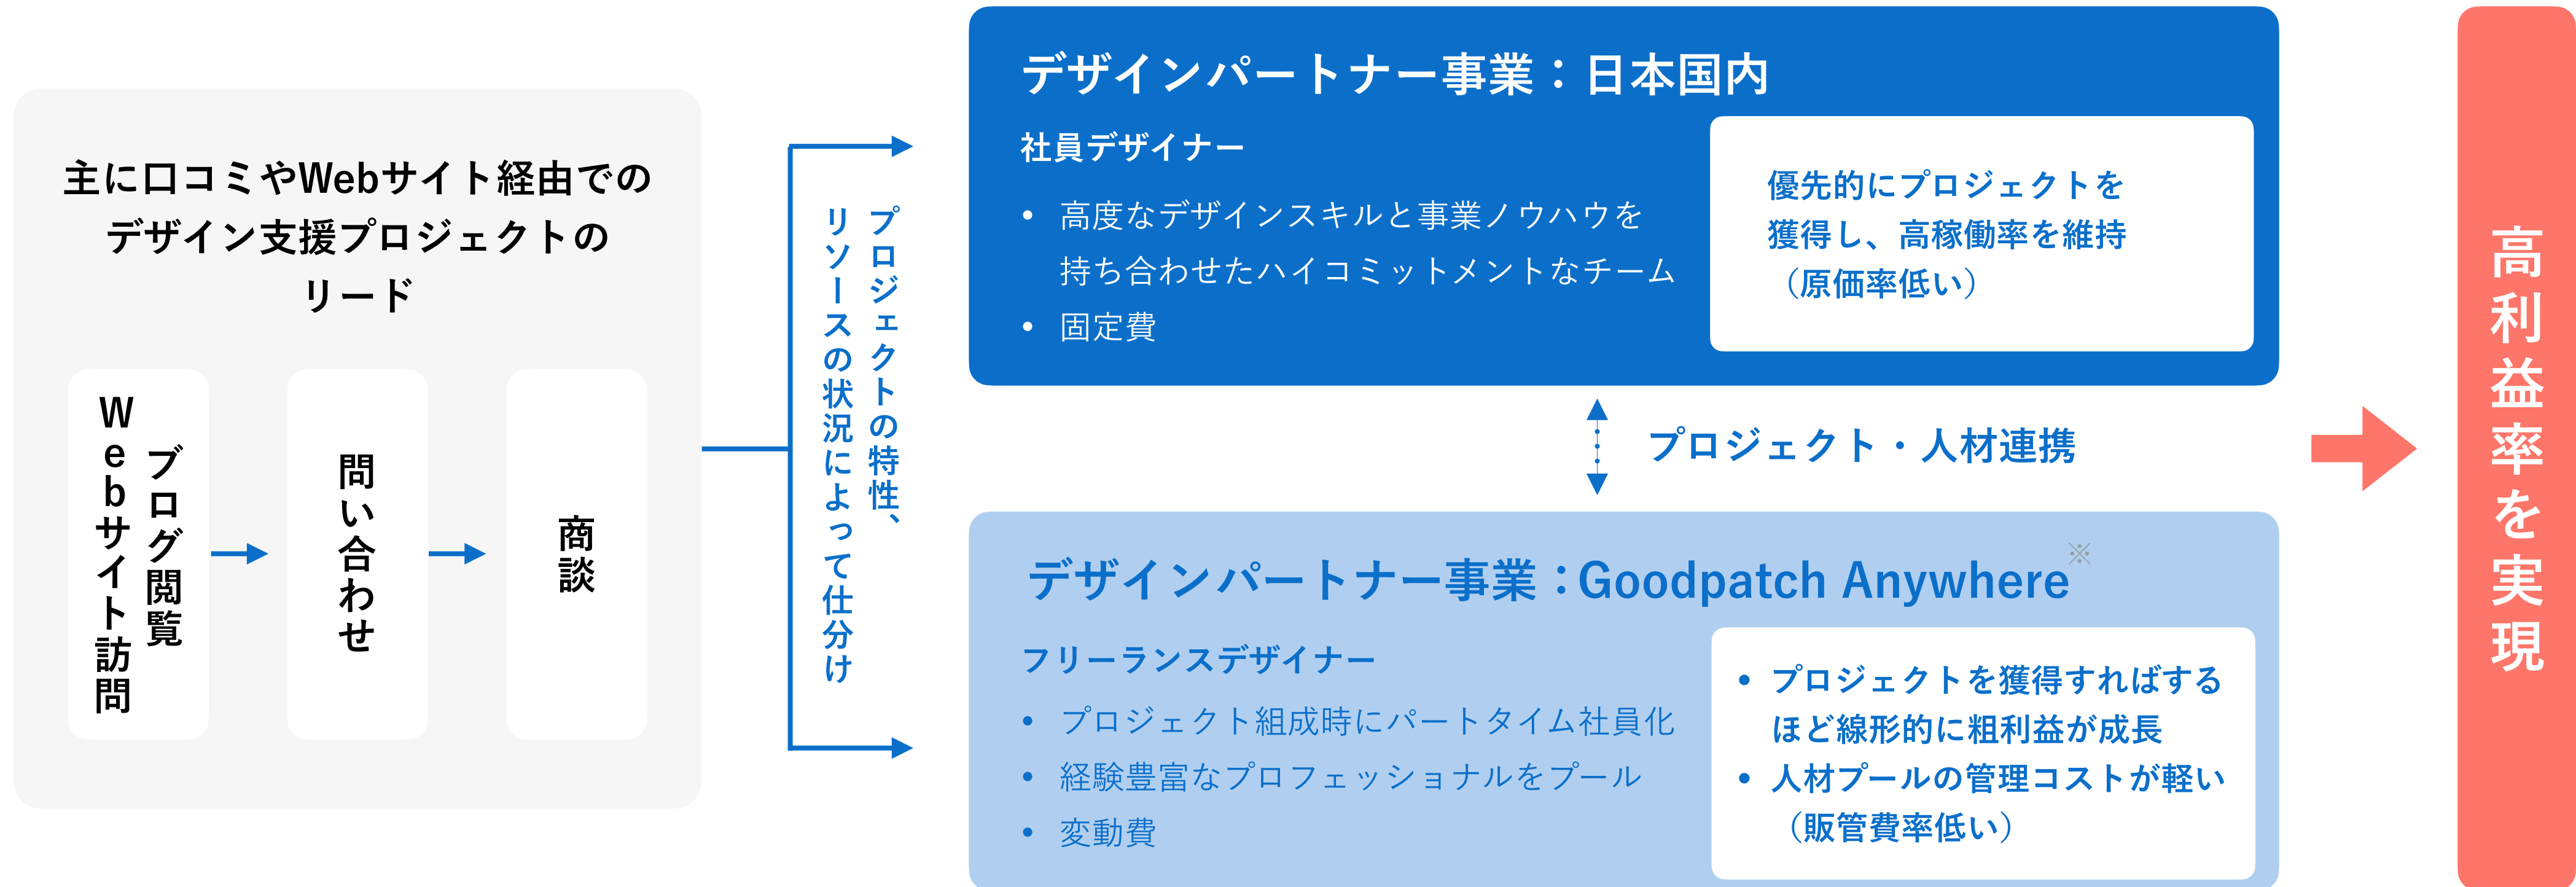 主に口コミやWebサイト経由での
デザイン支援プロジェクトの
リード
ブログ閲覧
Webサイト訪問
問い合わせ
商談
プロジェクトの特性、
リソースの状況によって仕分け
デザインパートナー事業：日本国内
社員デザイナー
• 高度なデザインスキルと事業ノウハウを
持ち合わせたハイコミットメントなチーム
• 固定費
優先的にプロジェクトを
獲得し、高稼働率を維持
（原価率低い）
プロジェクト・人材連携
デザインパートナー事業：Goodpatch Anywhere※
フリーランスデザイナー
• プロジェクト組成時にパートタイム社員化
• 経験豊富なプロフェッショナルをプール
• 変動費
• プロジェクトを獲得すればする
ほど線形的に粗利益が成長
• 人材プールの管理コストが軽い
（販管費率低い）
高利益率を実現